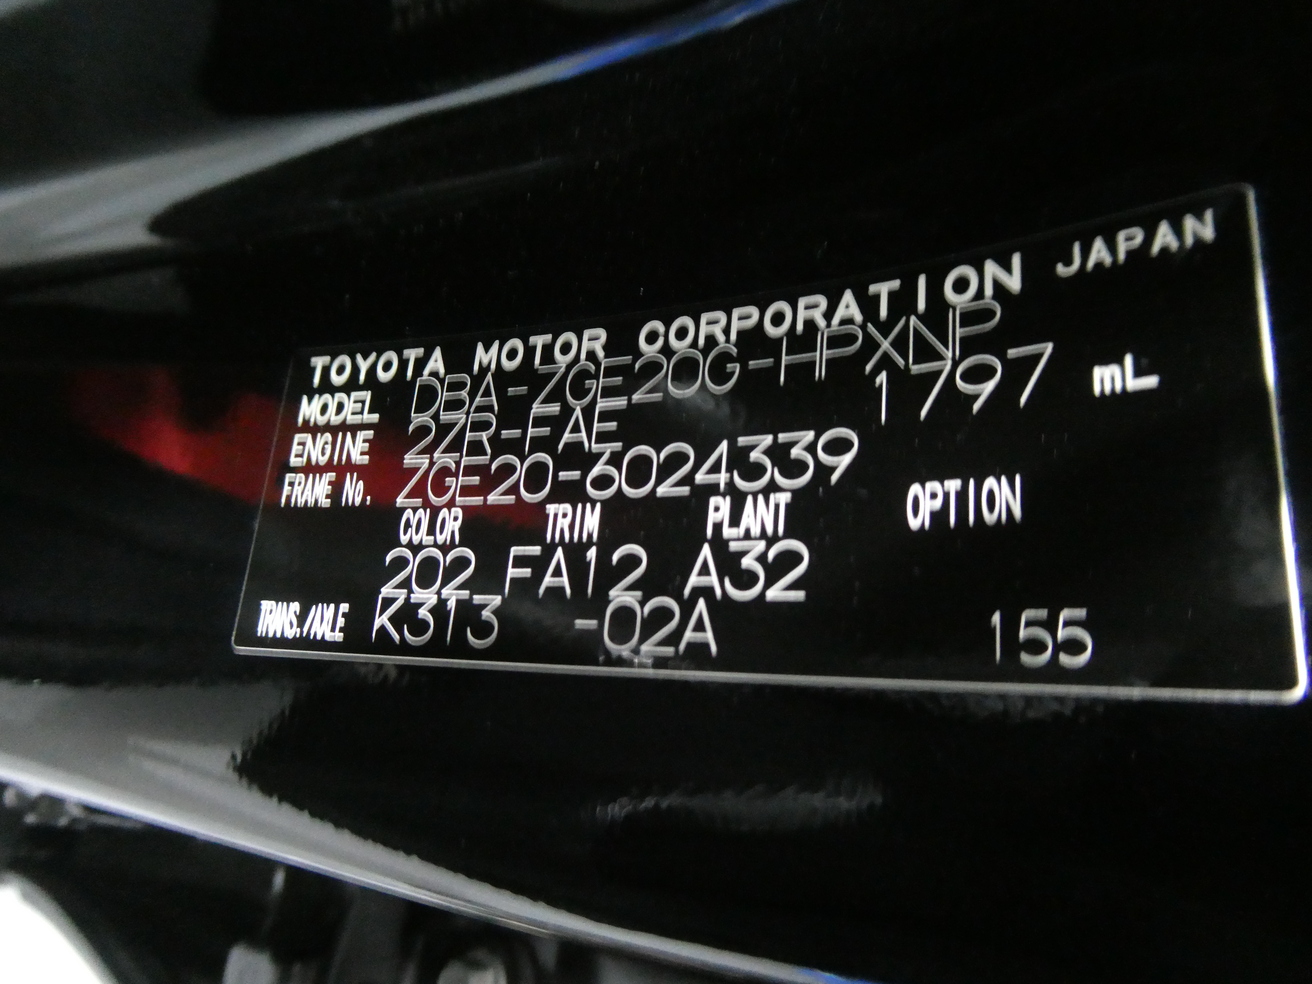 TOYOTA MOTOR CORPORATION JAPAN
MODEL DBA-ZGE20G-HPXNP
ENGINE 2ZR-FAE 1797 mL
FRAME No. ZGE20-6024339
COLOR TRIM PLANT OPTION
202 FA12 A32
TRANS./AXLE K313 -02A 155